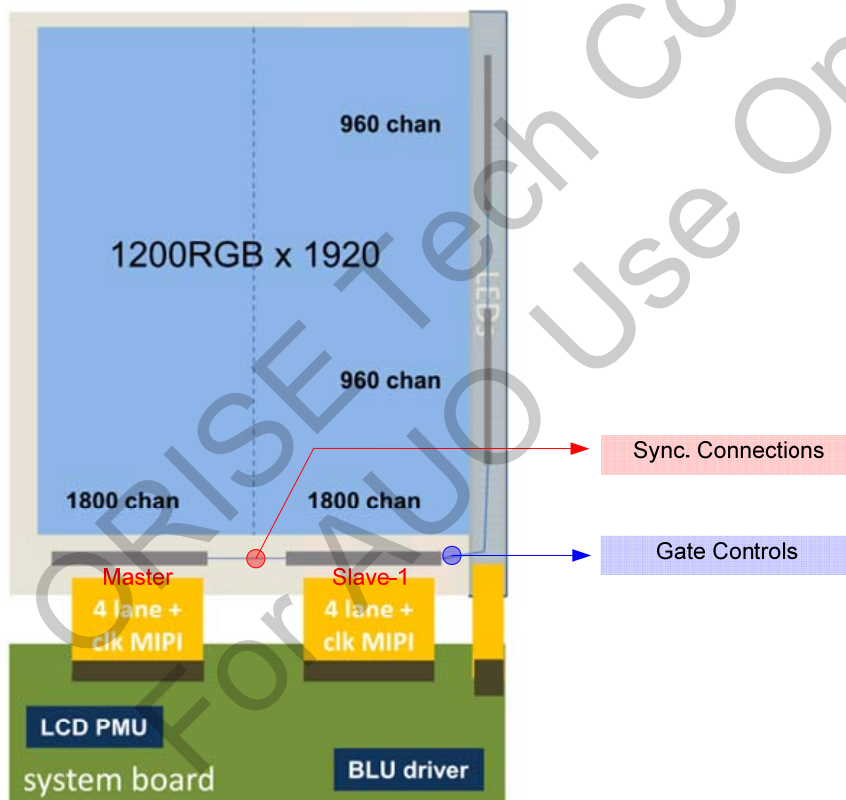 960 chan
1200RGB x 1920
LEDs
960 chan
Sync. Connections
1800 chan
1800 chan
Gate Controls
Master
Slave-1
4 lane +
clk MIPI
4 lane +
clk MIPI
LCD PMU
BLU driver
system board
ORISE Tech Co
For AUO Use On